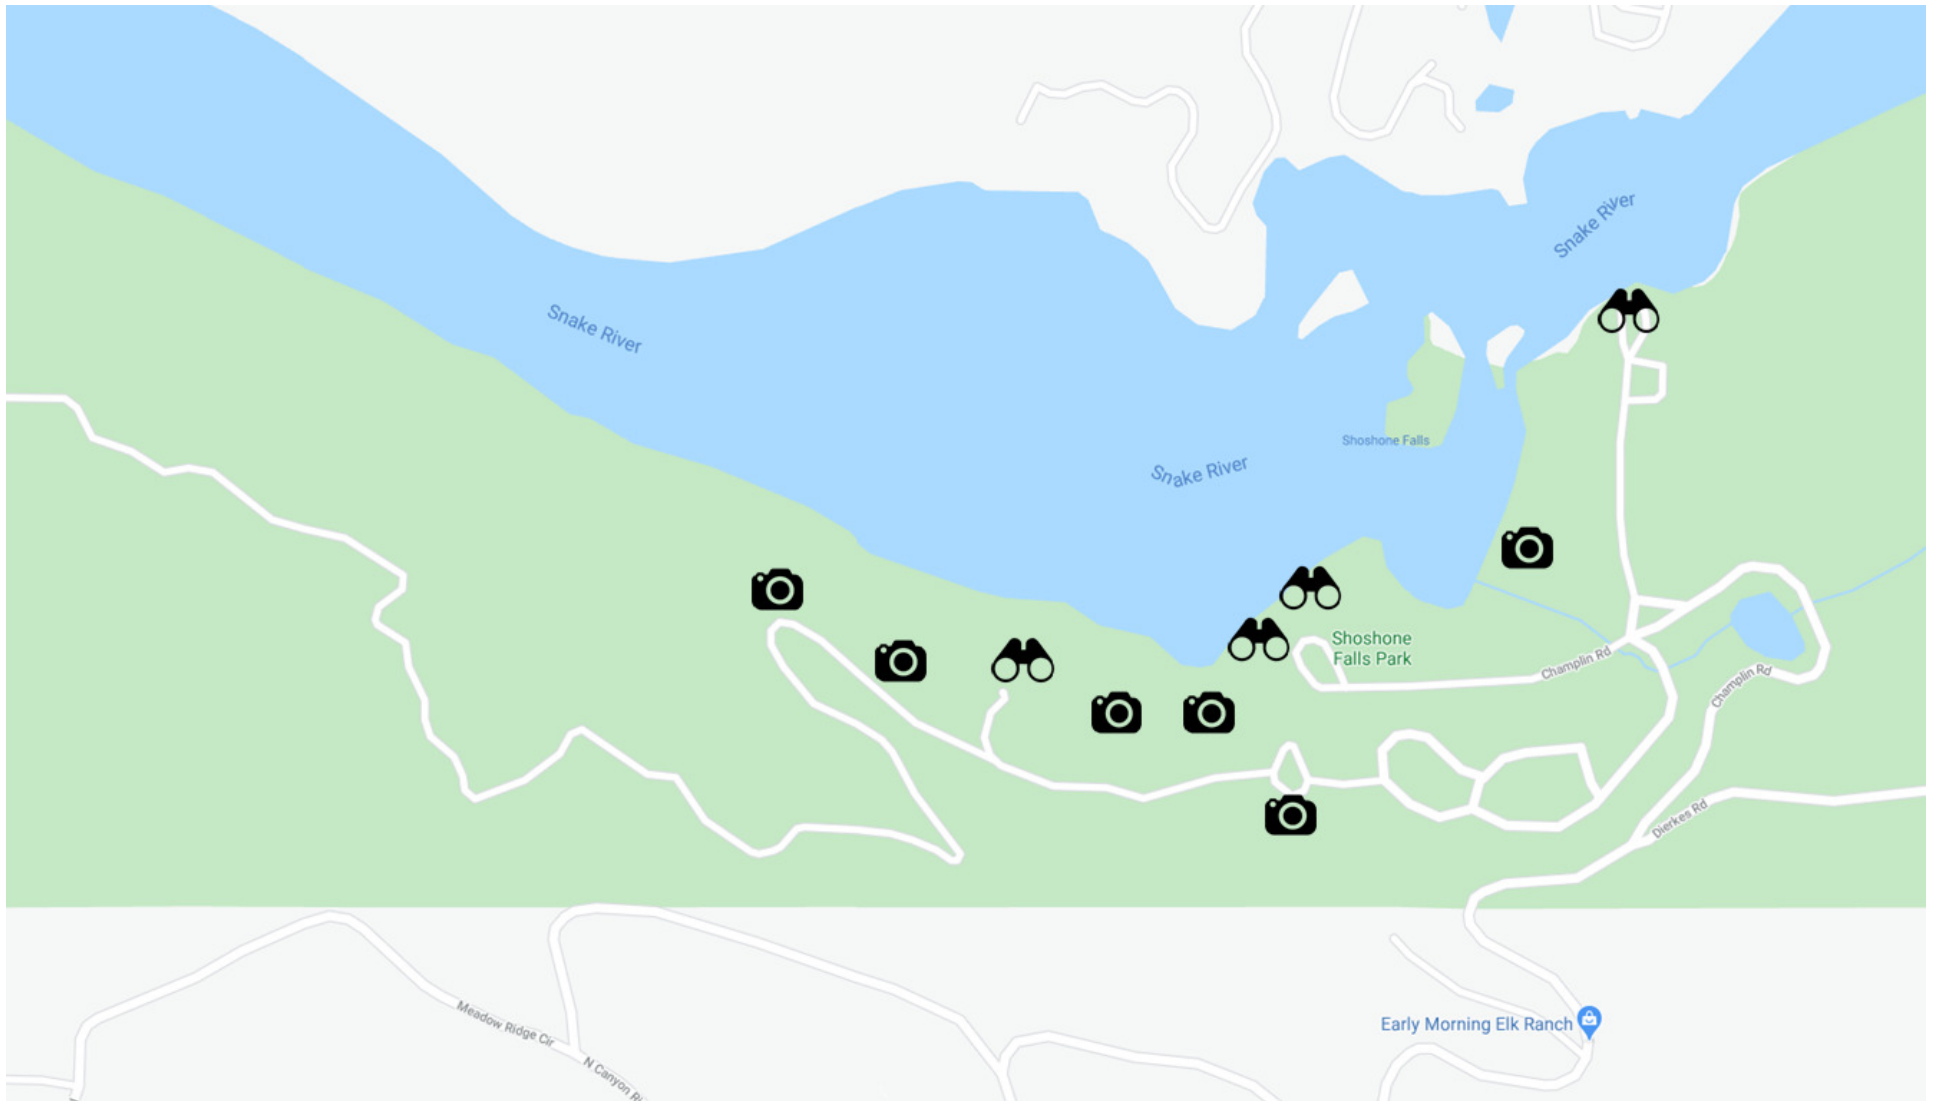 Snake River
Snake River
Shoshone Falls
Snake River
Shoshone
Falls Park
Champlin Rd
Champlin Rd
Dierkes Rd
Early Morning Elk Ranch
Meadow Ridge Cir
N Canyon